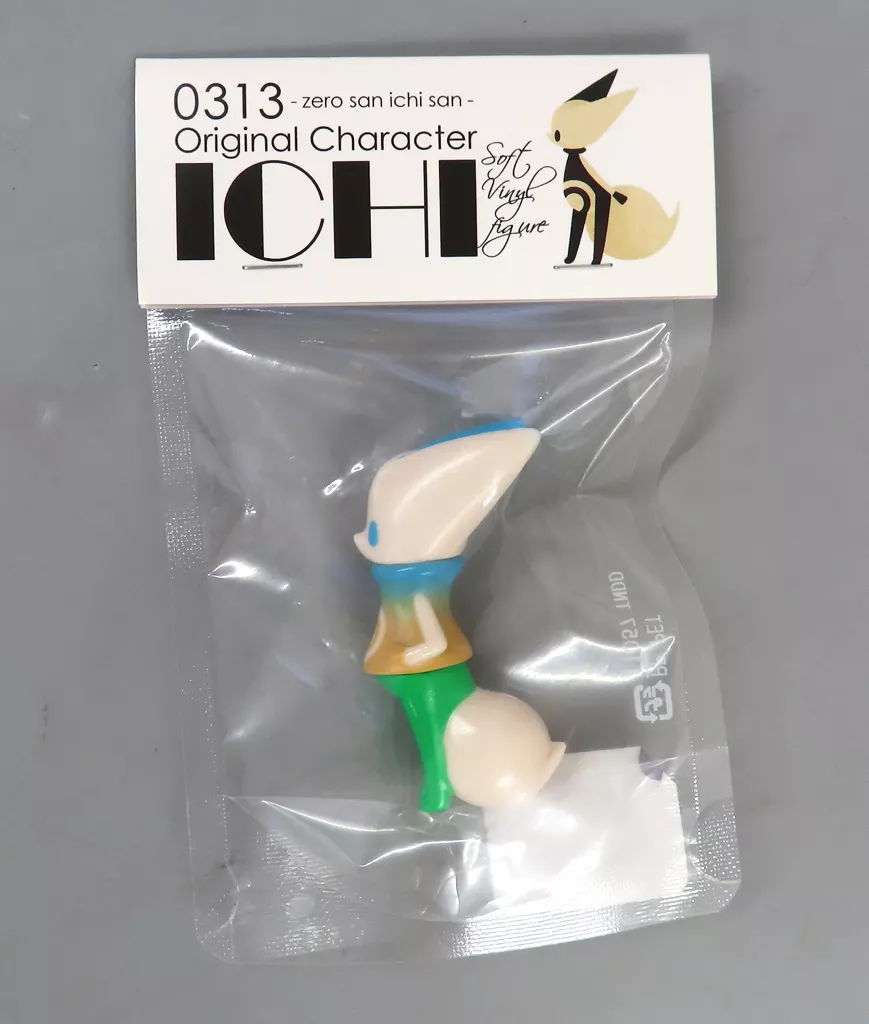 0313 - zero san ichi san -
Original Character
ICHI
Soft
Vinyl
figure